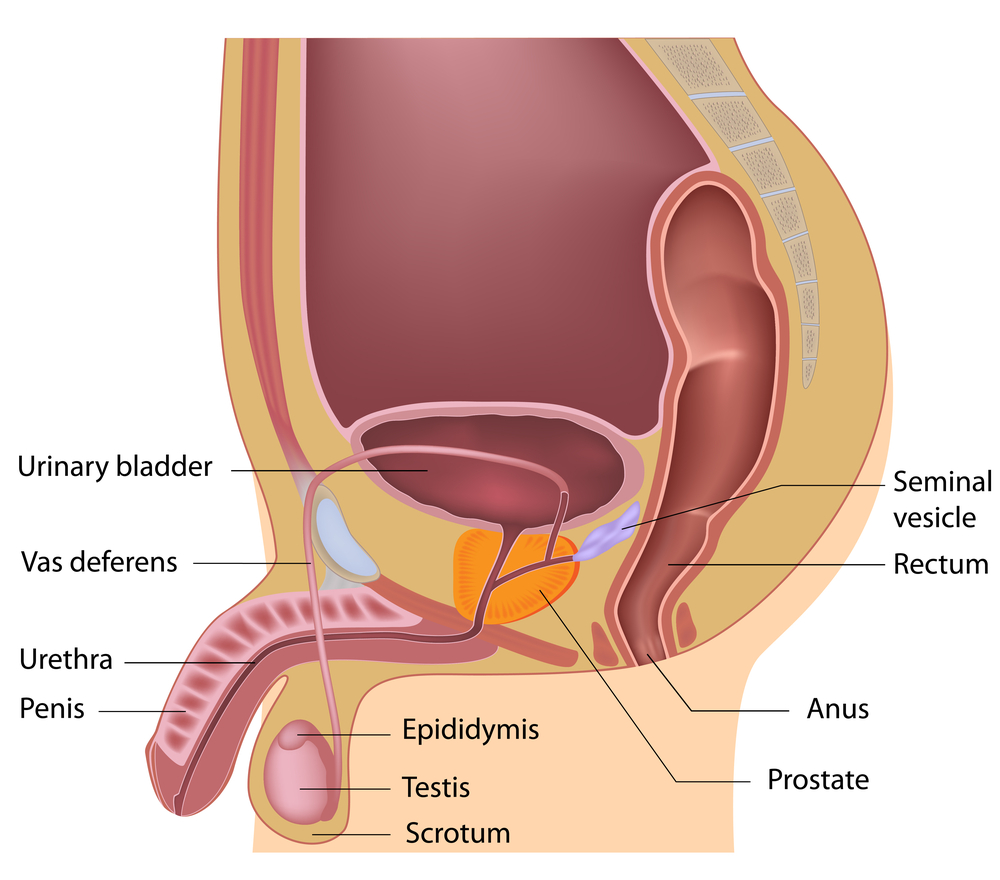 Urinary bladder
Vas deferens
Urethra
Penis
Epididymis
Testis
Scrotum
Seminal
vesicle
Rectum
Anus
Prostate